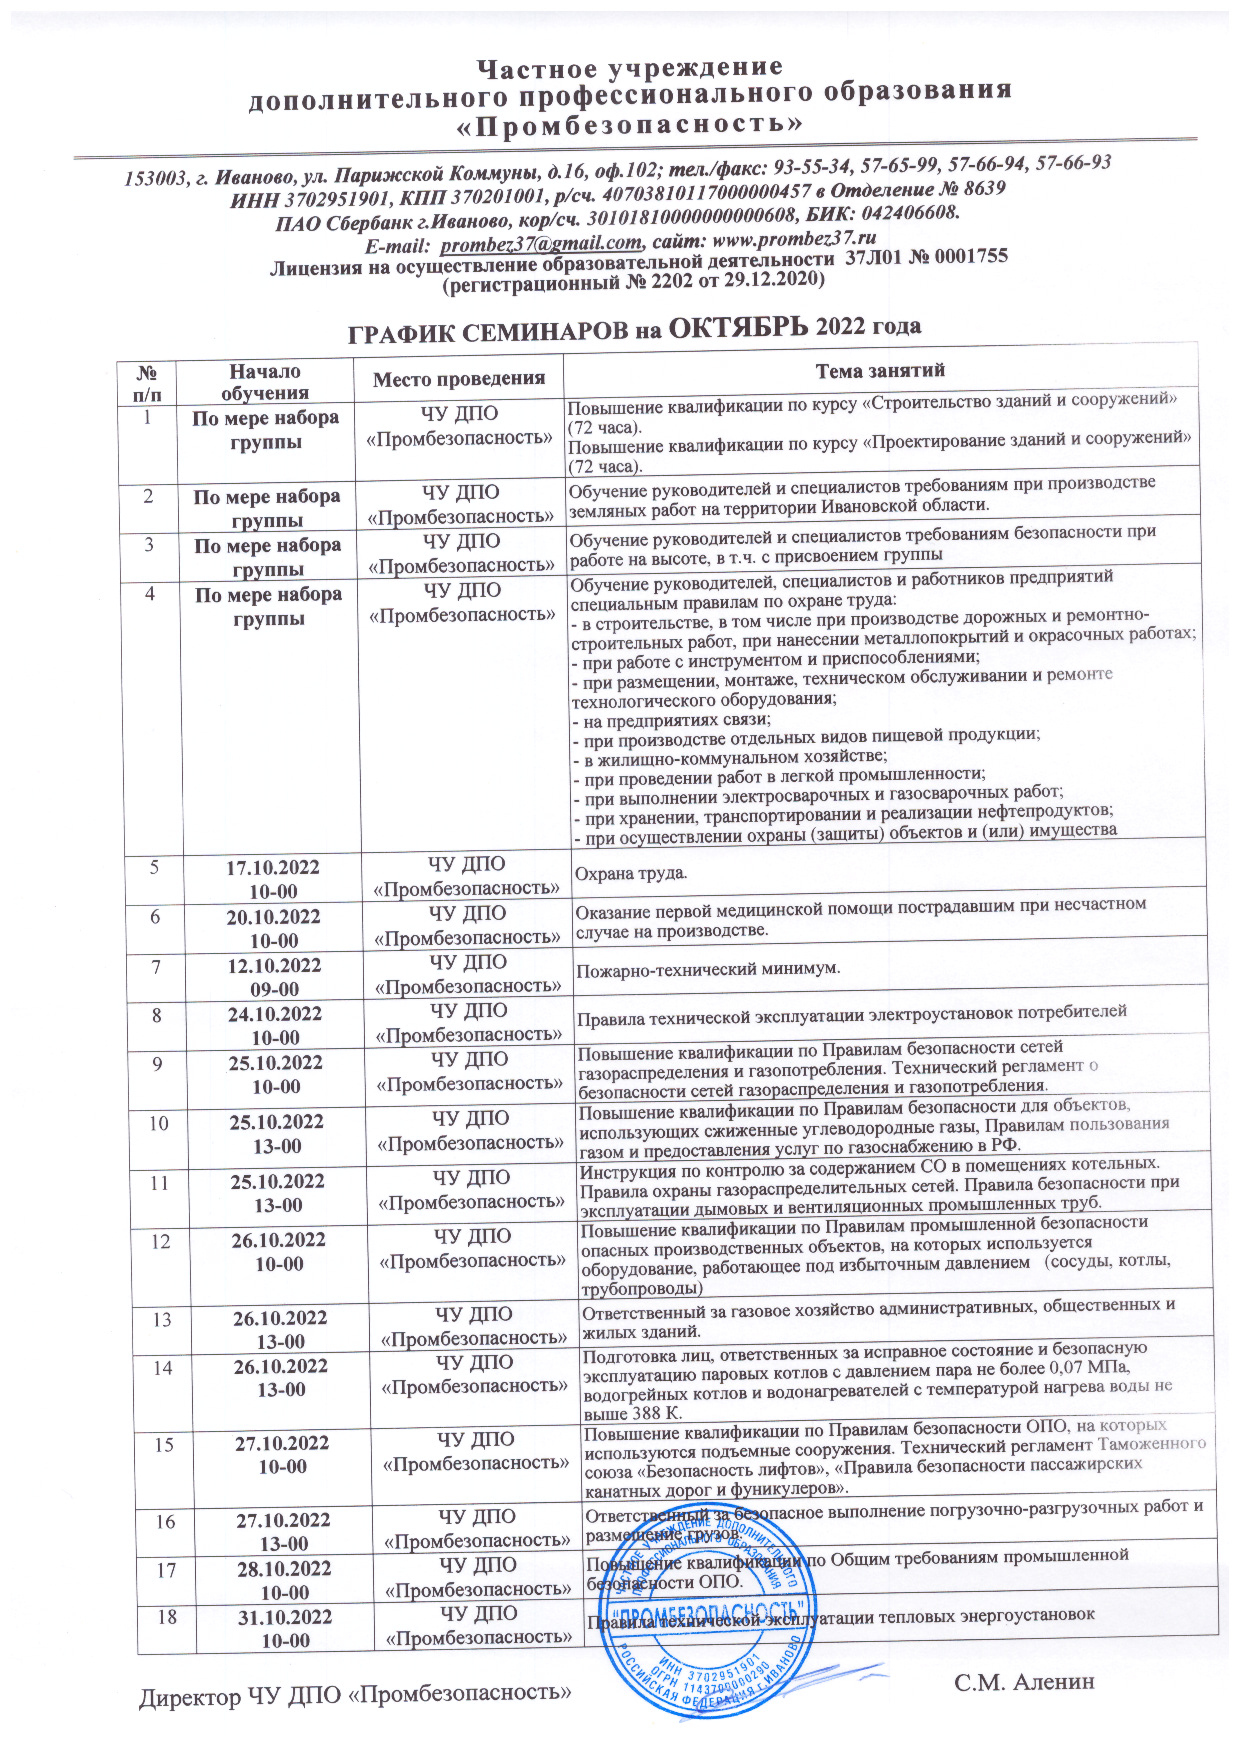 Частное учреждение
дополнительного профессионального образования
«Промбезопасность»
153003, г. Иваново, ул. Парижской Коммуны, д.16, оф.102; тел./факс: 93-55-34, 57-65-99, 57-66-94, 57-66-93
ИНН 3702951901, КПП 370201001, р/сч. 40703810117000000457 в Отделение № 8639
ПАО Сбербанк г.Иваново, кор/сч. 30101810000000000608, БИК: 042406608.
E-mail: prombez37@gmail.com, сайт: www.prombez37.ru
Лицензия на осуществление образовательной деятельности 37Л01 № 0001755
(регистрационный № 2202 от 29.12.2020)
ГРАФИК СЕМИНАРОВ на ОКТЯБРЬ 2022 года
№ п/п
Начало обучения
Место проведения
Тема занятий
1
По мере набора группы
ЧУ ДПО «Промбезопасность»
Повышение квалификации по курсу «Строительство зданий и сооружений»
(72 часа).
Повышение квалификации по курсу «Проектирование зданий и сооружений»
(72 часа).
2
По мере набора группы
ЧУ ДПО «Промбезопасность»
Обучение руководителей и специалистов требованиям при производстве
земляных работ на территории Ивановской области.
3
По мере набора группы
ЧУ ДПО «Промбезопасность»
Обучение руководителей и специалистов требованиям безопасности при
работе на высоте, в т.ч. с присвоением группы
4
По мере набора группы
ЧУ ДПО «Промбезопасность»
Обучение руководителей, специалистов и работников предприятий
специальным правилам по охране труда:
- в строительстве, в том числе при производстве дорожных и ремонтно-
строительных работ, при нанесении металлопокрытий и окрасочных работах;
- при работе с инструментом и приспособлениями;
- при размещении, монтаже, техническом обслуживании и ремонте
технологического оборудования;
- на предприятиях связи;
- при производстве отдельных видов пищевой продукции;
- в жилищно-коммунальном хозяйстве;
- при проведении работ в легкой промышленности;
- при выполнении электросварочных и газосварочных работ;
- при хранении, транспортировании и реализации нефтепродуктов;
- при осуществлении охраны (защиты) объектов и (или) имущества
5
17.10.2022
10-00
ЧУ ДПО «Промбезопасность»
Охрана труда.
6
20.10.2022
10-00
ЧУ ДПО «Промбезопасность»
Оказание первой медицинской помощи пострадавшим при несчастном
случае на производстве.
7
12.10.2022
09-00
ЧУ ДПО «Промбезопасность»
Пожарно-технический минимум.
8
24.10.2022
10-00
ЧУ ДПО «Промбезопасность»
Правила технической эксплуатации электроустановок потребителей
9
25.10.2022
10-00
ЧУ ДПО «Промбезопасность»
Повышение квалификации по Правилам безопасности сетей
газораспределения и газопотребления. Технический регламент о
безопасности сетей газораспределения и газопотребления.
10
25.10.2022
13-00
ЧУ ДПО «Промбезопасность»
Повышение квалификации по Правилам безопасности для объектов,
использующих сжиженные углеводородные газы, Правилам пользования
газом и предоставления услуг по газоснабжению в РФ.
11
25.10.2022
13-00
ЧУ ДПО «Промбезопасность»
Инструкция по контролю за содержанием СО в помещениях котельных.
Правила охраны газораспределительных сетей. Правила безопасности при
эксплуатации дымовых и вентиляционных промышленных труб.
12
26.10.2022
10-00
ЧУ ДПО «Промбезопасность»
Повышение квалификации по Правилам промышленной безопасности
опасных производственных объектов, на которых используется
оборудование, работающее под избыточным давлением (сосуды, котлы,
трубопроводы)
13
26.10.2022
13-00
ЧУ ДПО «Промбезопасность»
Ответственный за газовое хозяйство административных, общественных и
жилых зданий.
14
26.10.2022
13-00
ЧУ ДПО «Промбезопасность»
Подготовка лиц, ответственных за исправное состояние и безопасную
эксплуатацию паровых котлов с давлением пара не более 0,07 МПа,
водогрейных котлов и водонагревателей с температурой нагрева воды не
выше 388 К.
15
27.10.2022
10-00
ЧУ ДПО «Промбезопасность»
Повышение квалификации по Правилам безопасности ОПО, на которых
используются подъемные сооружения. Технический регламент Таможенного
союза «Безопасность лифтов», «Правила безопасности пассажирских
канатных дорог и фуникулеров».
16
27.10.2022
13-00
ЧУ ДПО «Промбезопасность»
Ответственный за безопасное выполнение погрузочно-разгрузочных работ и
размещение грузов.
17
28.10.2022
10-00
ЧУ ДПО «Промбезопасность»
Повышение квалификации по Общим требованиям промышленной
безопасности ОПО.
18
31.10.2022
10-00
ЧУ ДПО «Промбезопасность»
Правила технической эксплуатации тепловых энергоустановок
ЧАСТНОЕ УЧРЕЖДЕНИЕ ДОПОЛНИТЕЛЬНОГО
ПРОФЕССИОНАЛЬНОГО ОБРАЗОВАНИЯ
"ПРОМБЕЗОПАСНОСТЬ"
ИНН 3702951901
ОГРН 1143700000290
РОССИЙСКАЯ ФЕДЕРАЦИЯ г.ИВАНОВО
Директор ЧУ ДПО «Промбезопасность»
С.М. Аленин